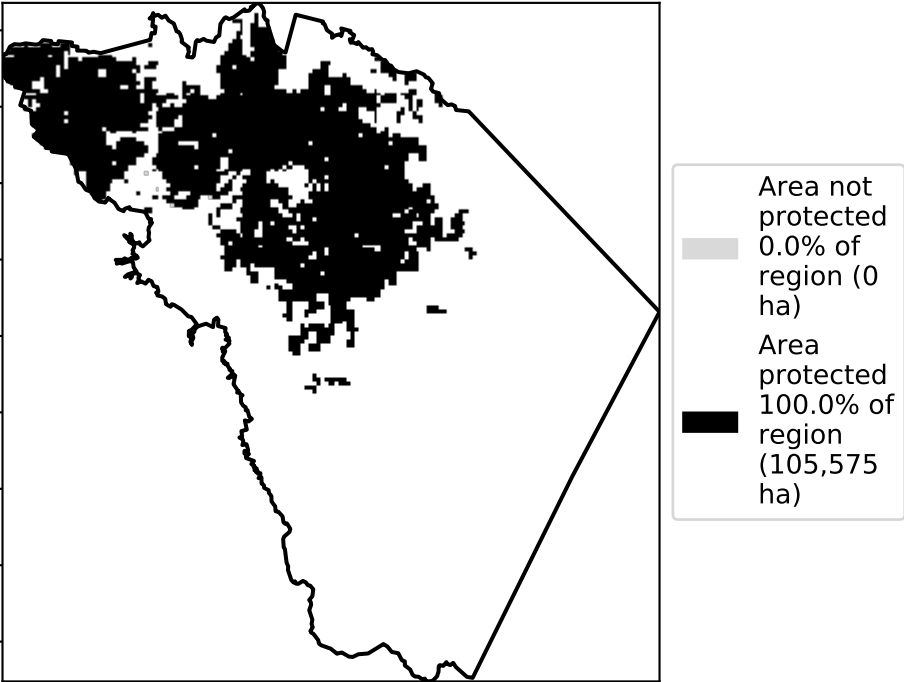 Area not
protected
0.0% of
region (0
ha)
Area
protected
100.0% of
region
(105,575
ha)